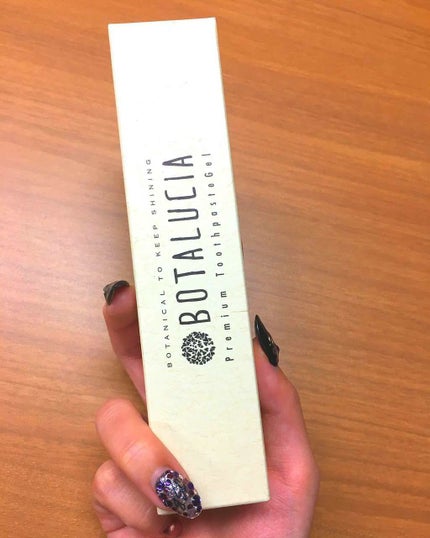 BOTANICAL TO KEEP SHINING
BOTALUCIA
Premium ToothpasteGel